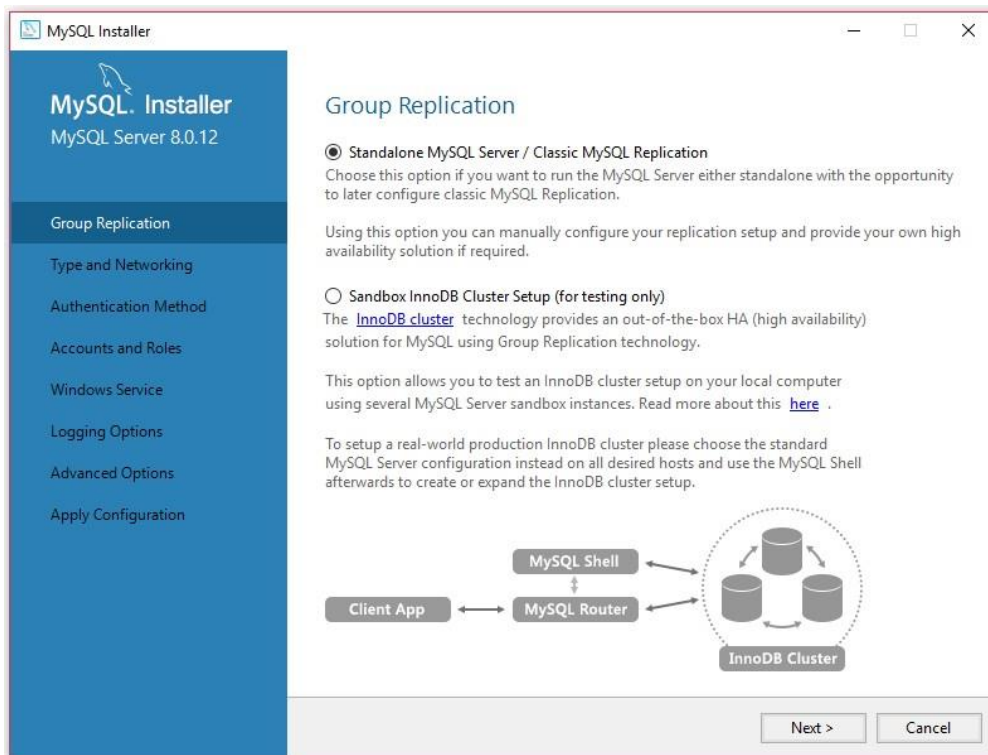 MySQL Installer
MySQL. Installer
MySQL Server 8.0.12
Group Replication
Type and Networking
Authentication Method
Accounts and Roles
Windows Service
Logging Options
Advanced Options
Apply Configuration
Group Replication
Standalone MySQL Server / Classic MySQL Replication
Choose this option if you want to run the MySQL Server either standalone with the opportunity
to later configure classic MySQL Replication.
Using this option you can manually configure your replication setup and provide your own high
availability solution if required.
Sandbox InnoDB Cluster Setup (for testing only)
The InnoDB cluster technology provides an out-of-the-box HA (high availability)
solution for MySQL using Group Replication technology.
This option allows you to test an InnoDB cluster setup on your local computer
using several MySQL Server sandbox instances. Read more about this here .
To setup a real-world production InnoDB cluster please choose the standard
MySQL Server configuration instead on all desired hosts and use the MySQL Shell
afterwards to create or expand the InnoDB cluster setup.
MySQL Shell
Client App
MySQL Router
InnoDB Cluster
Next >
Cancel